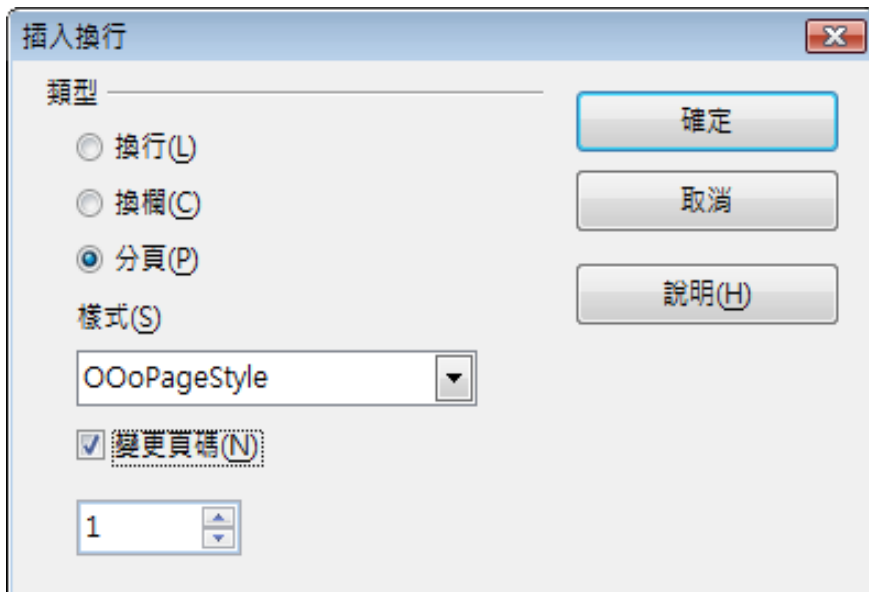 插入換行
類型
換行(L)
換欄(C)
分頁(P)
樣式(S)
OOoPageStyle
變更頁碼(N)
1
確定
取消
說明(H)